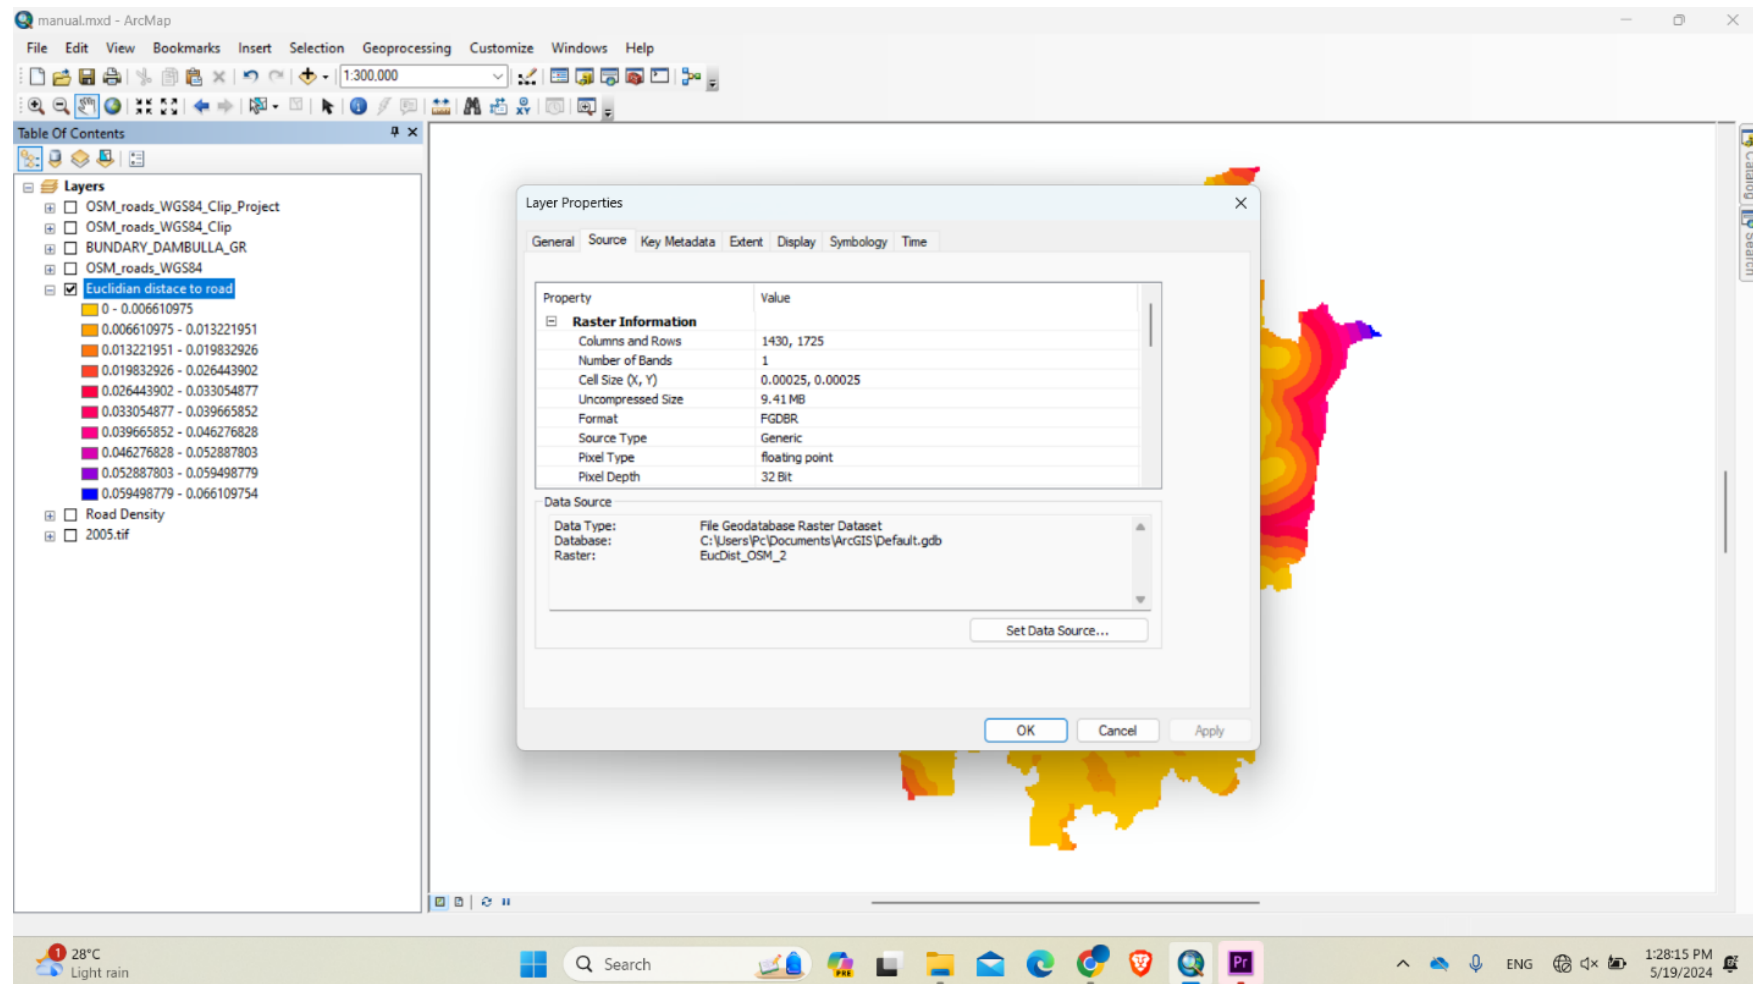 manual.mxd - ArcMap
File Edit View Bookmarks Insert Selection Geoprocessing Customize Windows Help
1:300.000
Table Of Contents
Layers
OSM_roads_WGS84_Clip_Project
OSM_roads_WGS84_Clip
BUNDARY_DAMBULLA_GR
OSM_roads_WGS84
Euclidian distace to road
0 - 0.006610975
0.006610975 - 0.013221951
0.013221951 - 0.019832926
0.019832926 - 0.026443902
0.026443902 - 0.033054877
0.033054877 - 0.039665852
0.039665852 - 0.046276828
0.046276828 - 0.052887803
0.052887803 - 0.059498779
0.059498779 - 0.066109754
Road Density
2005.tif
Layer Properties
General Source Key Metadata Extent Display Symbology Time
Property Value
Raster Information
Columns and Rows 1430, 1725
Number of Bands 1
Cell Size (X, Y) 0.00025, 0.00025
Uncompressed Size 9.41 MB
Format FGDBR
Source Type Generic
Pixel Type floating point
Pixel Depth 32 Bit
Data Source
Data Type: File Geodatabase Raster Dataset
Database: C:\Users\Pc\Documents\ArcGIS\Default.gdb
Raster: EucDist_OSM_2
Set Data Source...
OK Cancel Apply
Catalog
Search
1
28°C
Light rain
Search
PRE
Pr
ENG
1:28:15 PM
5/19/2024